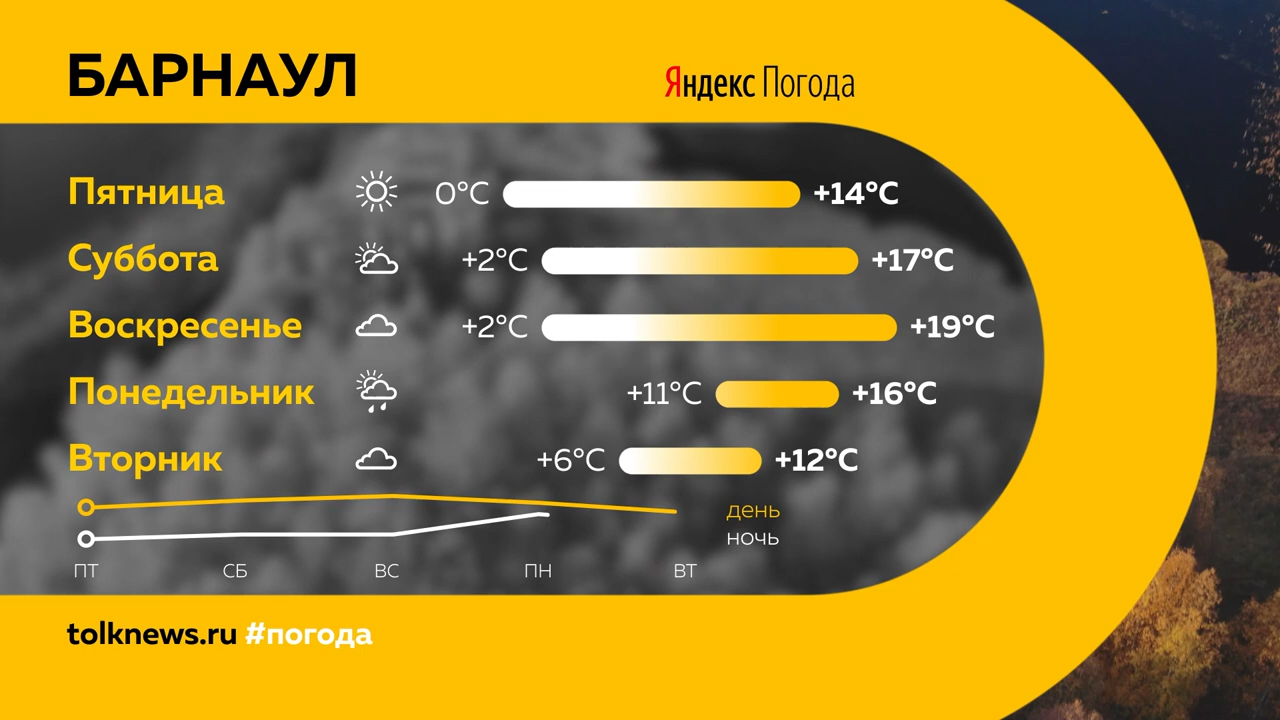 БАРНАУЛ
Яндекс Погода
Пятница 0°C +14°C
Суббота +2°C +17°C
Воскресенье +2°C +19°C
Понедельник +11°C +16°C
Вторник +6°C +12°C
день
ночь
ПТ СБ ВС ПН ВТ
tolknews.ru #погода